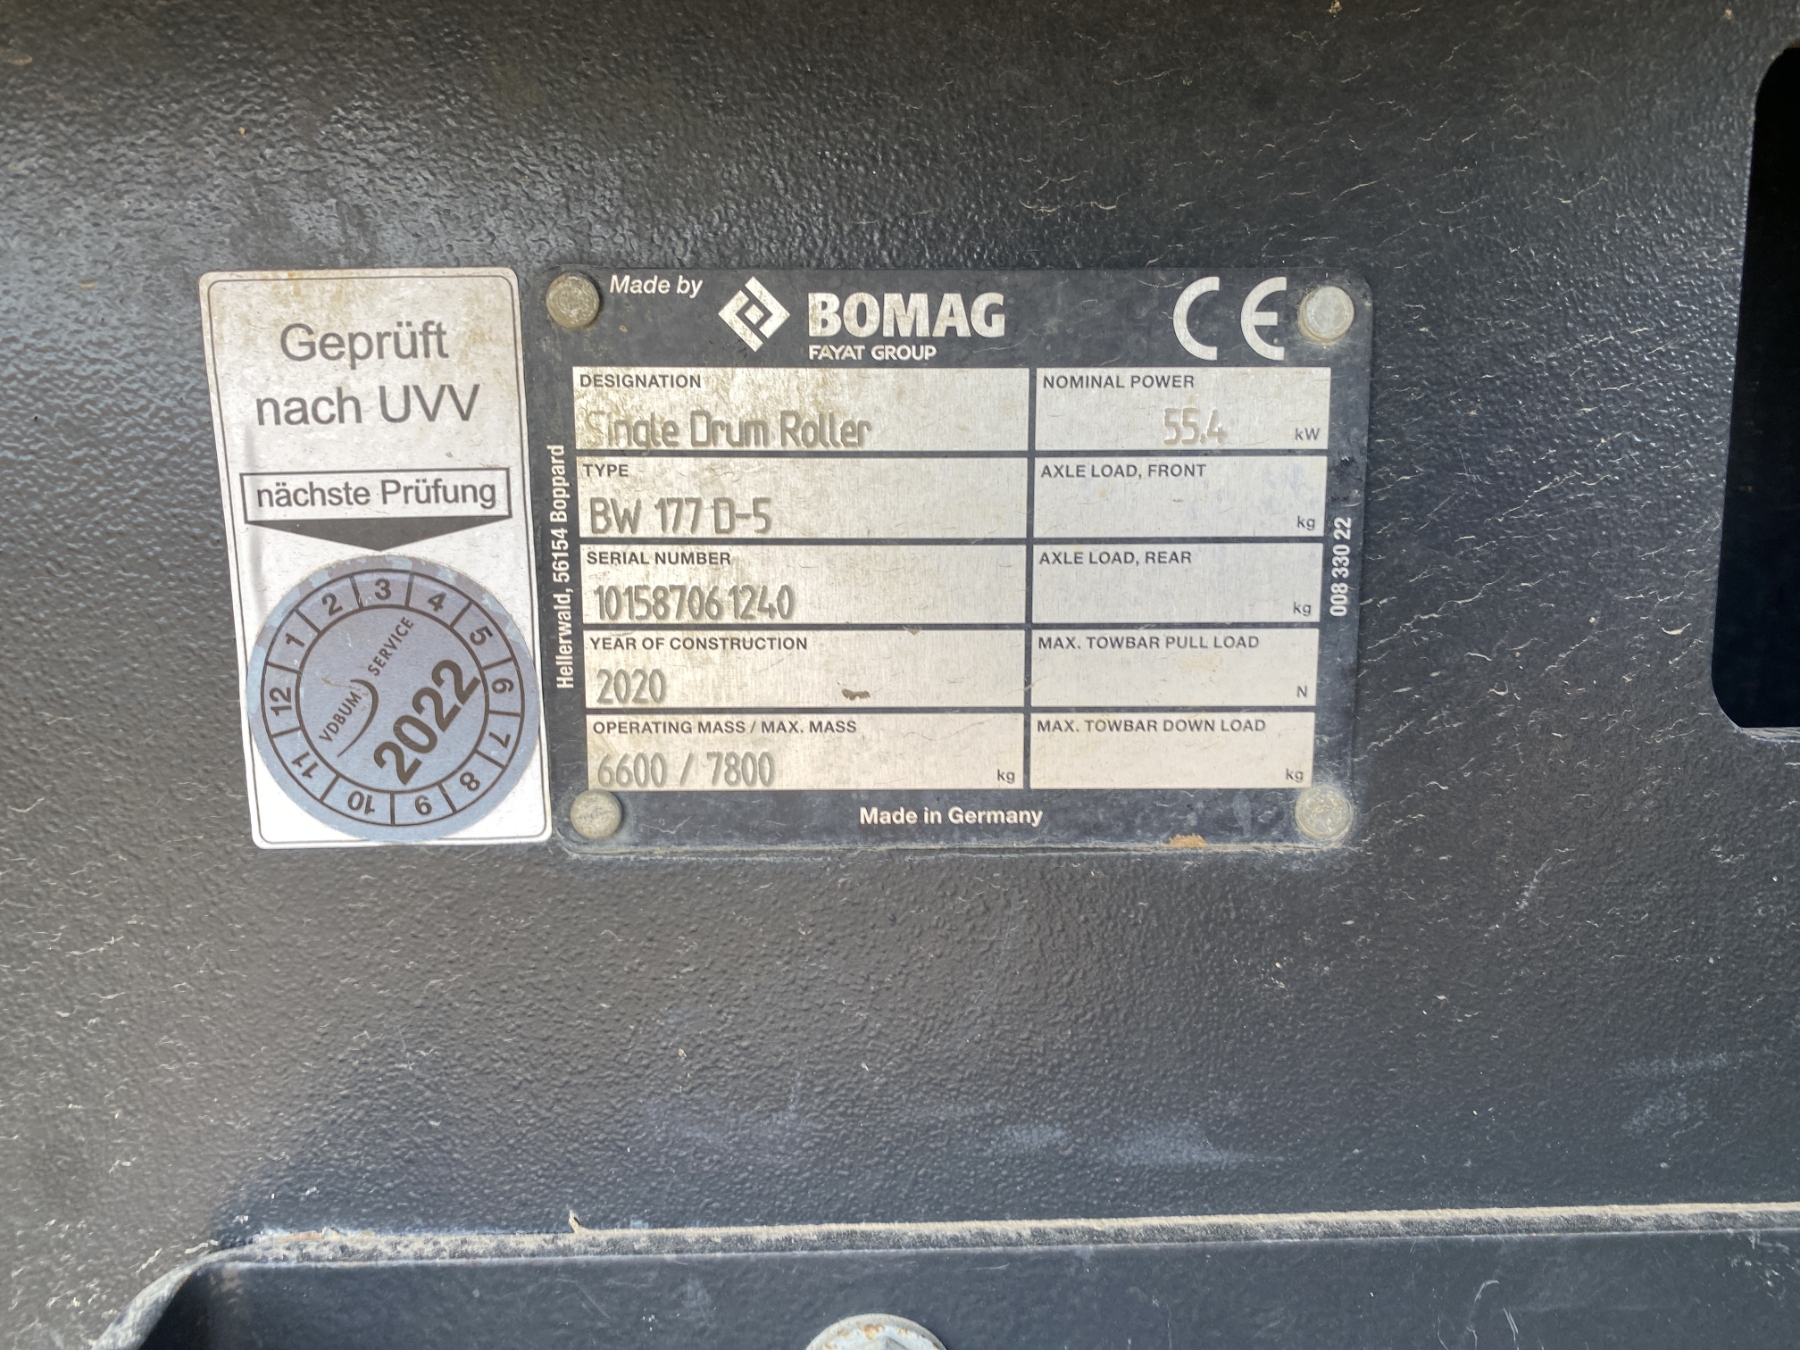 Geprüft
nach UVV
nächste Prüfung
1 2 3 4 5 6 7 8 9 10 11 12
VDBUM SERVICE
2022
Made by
BOMAG
FAYAT GROUP
CE
Hellerwald, 56154 Boppard
DESIGNATION
Single Drum Roller
NOMINAL POWER
55.4 kW
TYPE
BW 177 D-5
AXLE LOAD, FRONT
kg
SERIAL NUMBER
101587061240
AXLE LOAD, REAR
kg
YEAR OF CONSTRUCTION
2020
MAX. TOWBAR PULL LOAD
N
OPERATING MASS / MAX. MASS
6600 / 7800 kg
MAX. TOWBAR DOWN LOAD
kg
008 330 22
Made in Germany